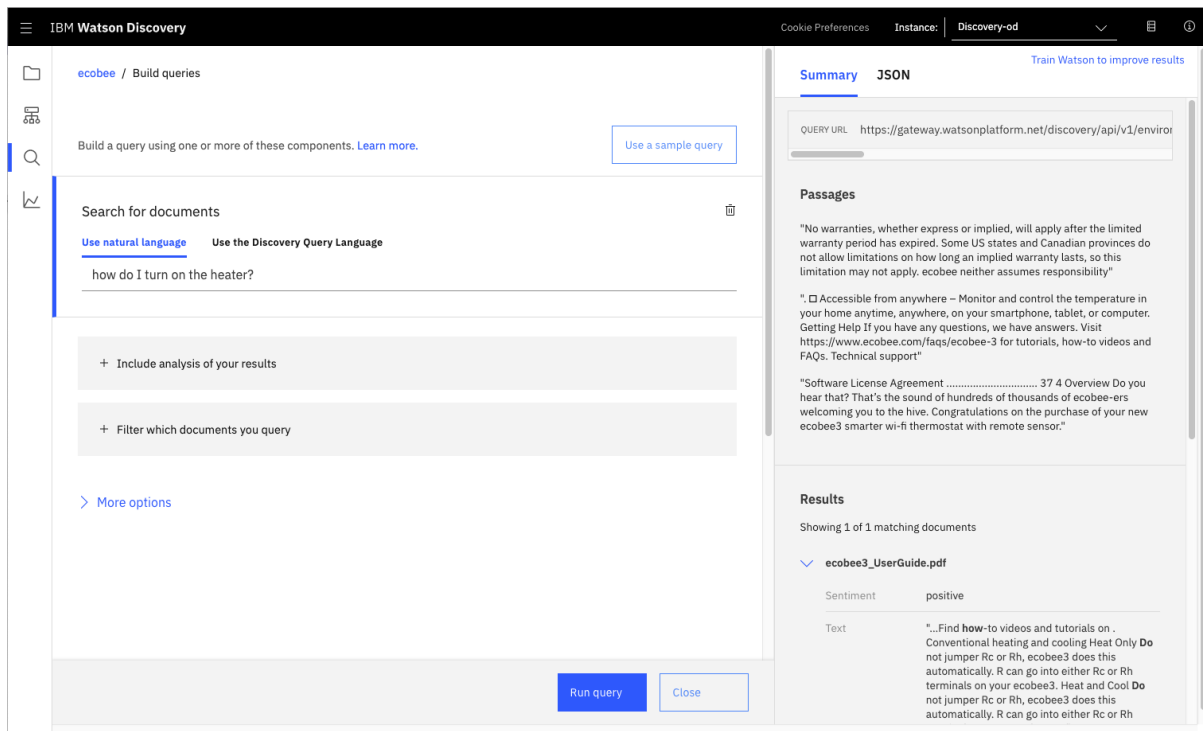 IBM Watson Discovery
Cookie Preferences
Instance:
Discovery-od
ecobee / Build queries
Build a query using one or more of these components. Learn more.
Use a sample query
Search for documents
Use natural language
Use the Discovery Query Language
how do I turn on the heater?
+ Include analysis of your results
+ Filter which documents you query
More options
Run query
Close
Train Watson to improve results
Summary
JSON
QUERY URL https://gateway.watsonplatform.net/discovery/api/v1/environ
Passages
"No warranties, whether express or implied, will apply after the limited
warranty period has expired. Some US states and Canadian provinces do
not allow limitations on how long an implied warranty lasts, so this
limitation may not apply. ecobee neither assumes responsibility"
". □ Accessible from anywhere – Monitor and control the temperature in
your home anytime, anywhere, on your smartphone, tablet, or computer.
Getting Help If you have any questions, we have answers. Visit
https://www.ecobee.com/faqs/ecobee-3 for tutorials, how-to videos and
FAQs. Technical support"
"Software License Agreement .............................. 37 4 Overview Do you
hear that? That's the sound of hundreds of thousands of ecobee-ers
welcoming you to the hive. Congratulations on the purchase of your new
ecobee3 smarter wi-fi thermostat with remote sensor."
Results
Showing 1 of 1 matching documents
ecobee3_UserGuide.pdf
Sentiment
positive
Text
"...Find how-to videos and tutorials on .
Conventional heating and cooling Heat Only Do
not jumper Rc or Rh, ecobee3 does this
automatically. R can go into either Rc or Rh
terminals on your ecobee3. Heat and Cool Do
not jumper Rc or Rh, ecobee3 does this
automatically. R can go into either Rc or Rh